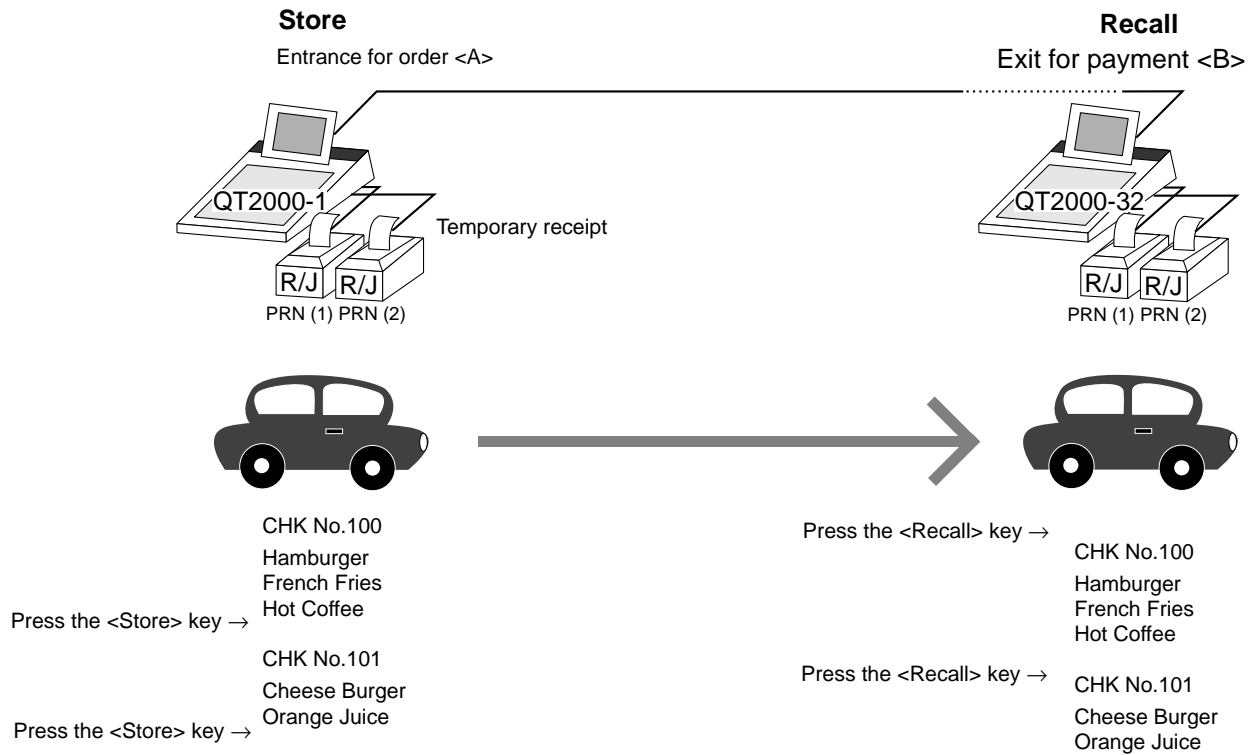 Store
Entrance for order <A>
Recall
Exit for payment <B>
QT2000-1
Temporary receipt
R/J R/J
PRN (1) PRN (2)
QT2000-32
R/J R/J
PRN (1) PRN (2)
CHK No.100
Hamburger
French Fries
Hot Coffee
Press the <Store> key →
CHK No.101
Cheese Burger
Orange Juice
Press the <Store> key →
Press the <Recall> key →
CHK No.100
Hamburger
French Fries
Hot Coffee
Press the <Recall> key →
CHK No.101
Cheese Burger
Orange Juice